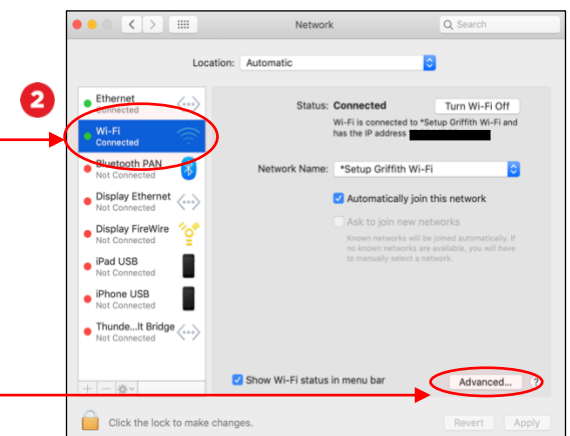 Network
Search
Location: Automatic
2
Ethernet
Connected
Wi-Fi
Connected
Bluetooth PAN
Not Connected
Display Ethernet
Not Connected
Display FireWire
Not Connected
iPad USB
Not Connected
iPhone USB
Not Connected
Thunde...lt Bridge
Not Connected
Status: Connected
Turn Wi-Fi Off
Wi-Fi is connected to *Setup Griffith Wi-Fi and
has the IP address
Network Name: *Setup Griffith Wi-Fi
Automatically join this network
Ask to join new networks
Known networks will be joined automatically. If
no known networks are available, you will have
to manually select a network.
Show Wi-Fi status in menu bar
Advanced...
?
Click the lock to make changes.
Revert
Apply